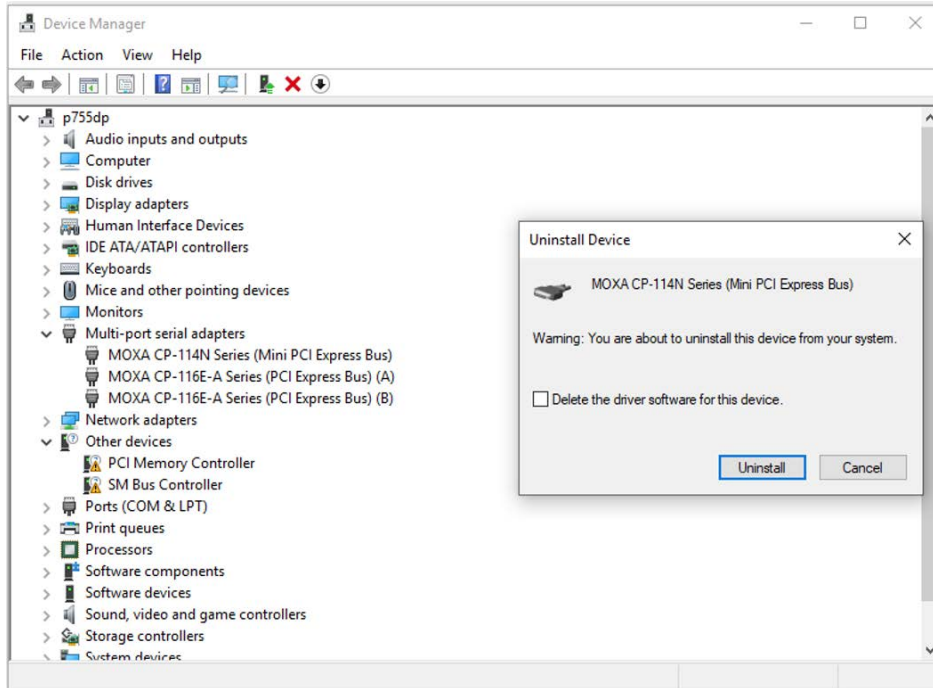 Device Manager
File Action View Help
p755dp
Audio inputs and outputs
Computer
Disk drives
Display adapters
Human Interface Devices
IDE ATA/ATAPI controllers
Keyboards
Mice and other pointing devices
Monitors
Multi-port serial adapters
MOXA CP-114N Series (Mini PCI Express Bus)
MOXA CP-116E-A Series (PCI Express Bus) (A)
MOXA CP-116E-A Series (PCI Express Bus) (B)
Network adapters
Other devices
PCI Memory Controller
SM Bus Controller
Ports (COM & LPT)
Print queues
Processors
Software components
Software devices
Sound, video and game controllers
Storage controllers
System devices
Uninstall Device
MOXA CP-114N Series (Mini PCI Express Bus)
Warning: You are about to uninstall this device from your system.
Delete the driver software for this device.
Uninstall Cancel